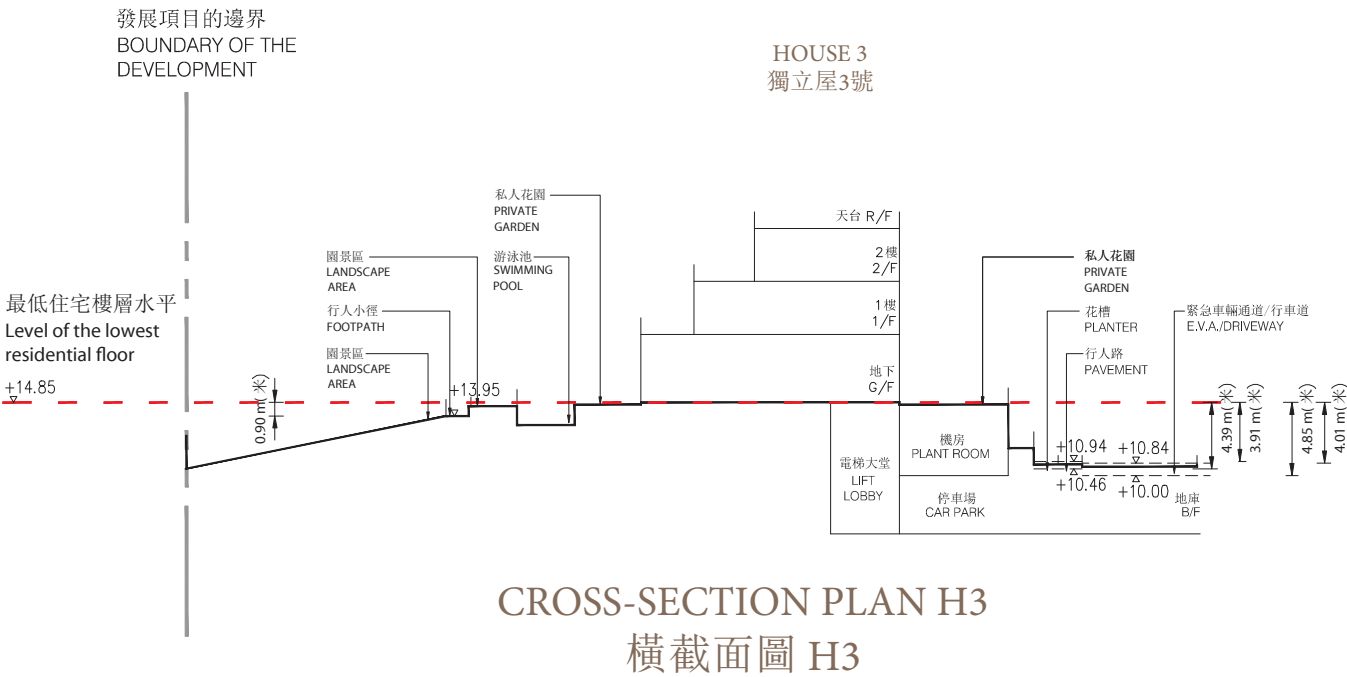 發展項目的邊界
BOUNDARY OF THE
DEVELOPMENT
HOUSE 3
獨立屋3號
私人花園
PRIVATE
GARDEN
天台 R/F
園景區
LANDSCAPE
AREA
游泳池
SWIMMING
POOL
2樓
2/F
私人花園
PRIVATE
GARDEN
最低住宅樓層水平
Level of the lowest
residential floor
行人小徑
FOOTPATH
1樓
1/F
花槽
PLANTER
緊急車輛通道/行車道
E.V.A./DRIVEWAY
園景區
LANDSCAPE
AREA
地下
G/F
行人路
PAVEMENT
+14.85
0.90 m(米)
+13.95
4.39 m(米)
3.91 m(米)
4.85 m(米)
4.01 m(米)
電梯大堂
LIFT
LOBBY
機房
PLANT ROOM
+10.94
+10.84
+10.46
+10.00
停車場
CAR PARK
地庫
B/F
CROSS-SECTION PLAN H3
橫截面圖 H3